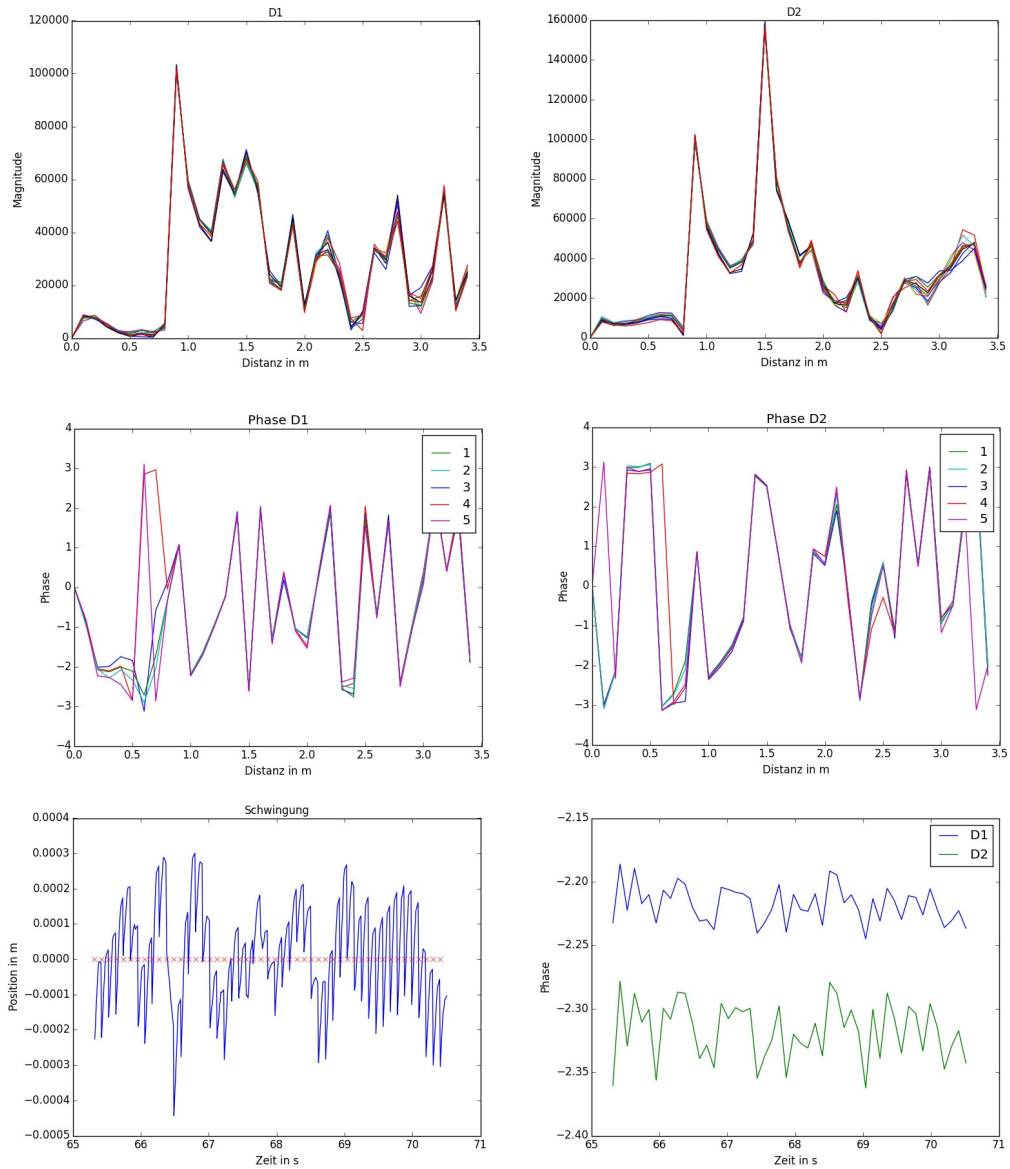 D1
120000
100000
80000
60000
40000
20000
0
Magnitude
0.0 0.5 1.0 1.5 2.0 2.5 3.0 3.5
Distanz in m
D2
160000
140000
120000
100000
80000
60000
40000
20000
0
Magnitude
0.0 0.5 1.0 1.5 2.0 2.5 3.0 3.5
Distanz in m
Phase D1
4
3
2
1
0
−1
−2
−3
−4
Phase
1
2
3
4
5
0.0 0.5 1.0 1.5 2.0 2.5 3.0 3.5
Distanz in m
Phase D2
4
3
2
1
0
−1
−2
−3
−4
Phase
1
2
3
4
5
0.0 0.5 1.0 1.5 2.0 2.5 3.0 3.5
Distanz in m
Schwingung
0.0004
0.0003
0.0002
0.0001
0.0000
−0.0001
−0.0002
−0.0003
−0.0004
−0.0005
Position in m
65 66 67 68 69 70 71
Zeit in s
−2.15
−2.20
−2.25
−2.30
−2.35
−2.40
Phase
D1
D2
65 66 67 68 69 70 71
Zeit in s